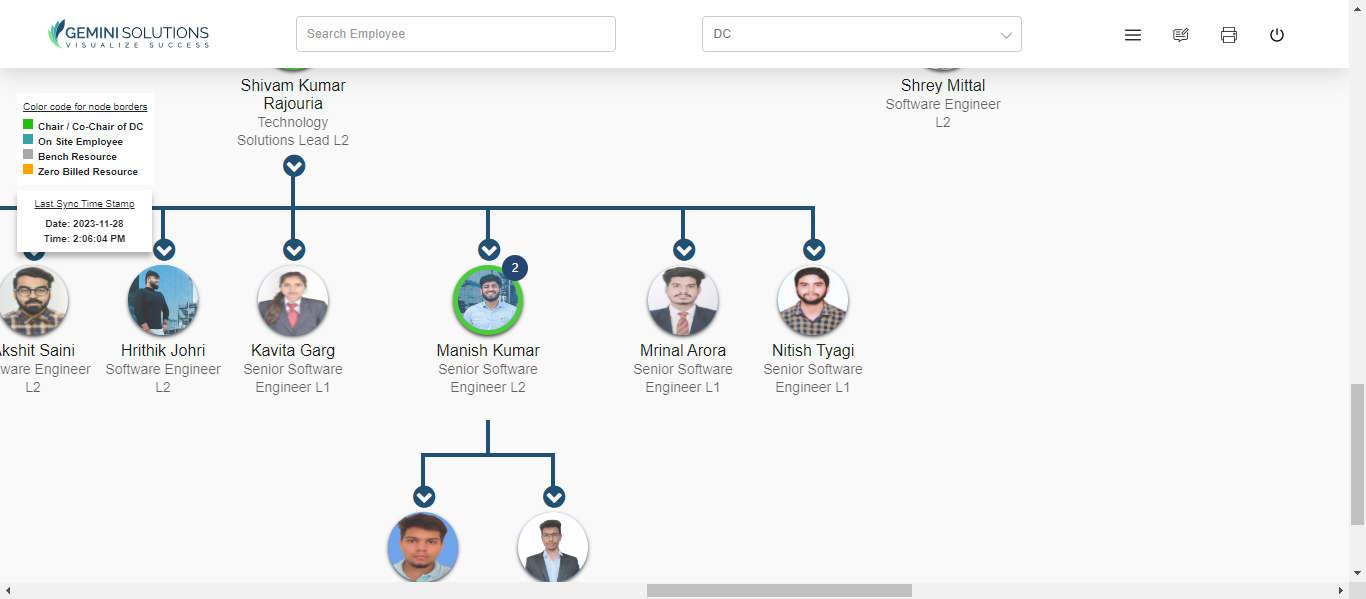 GEMINI SOLUTIONS
VISUALIZE SUCCESS
Search Employee
DC
Shivam Kumar
Rajouria
Technology
Solutions Lead L2
Shrey Mittal
Software Engineer
L2
Color code for node borders
Chair / Co-Chair of DC
On Site Employee
Bench Resource
Zero Billed Resource
Last Sync Time Stamp
Date: 2023-11-28
Time: 2:06:04 PM
2
kshit Saini
ware Engineer
L2
Hrithik Johri
Software Engineer
L2
Kavita Garg
Senior Software
Engineer L1
Manish Kumar
Senior Software
Engineer L2
Mrinal Arora
Senior Software
Engineer L1
Nitish Tyagi
Senior Software
Engineer L1